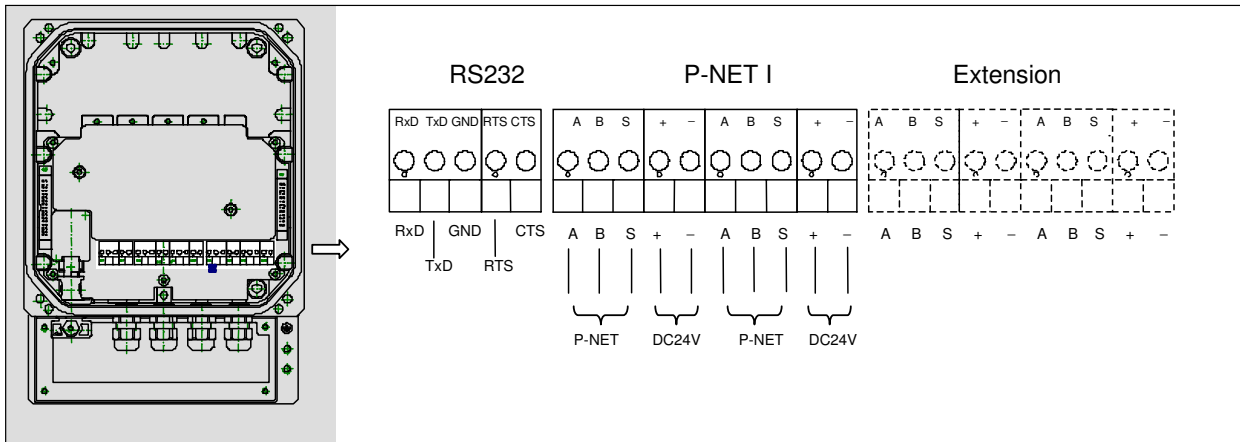 RS232 P-NET I Extension
RxD TxD GND RTS CTS A B S + – A B S + – A B S + – A B S + –
RxD GND CTS A B S + – A B S + – A B S + – A B S + –
TxD RTS
P-NET DC24V P-NET DC24V